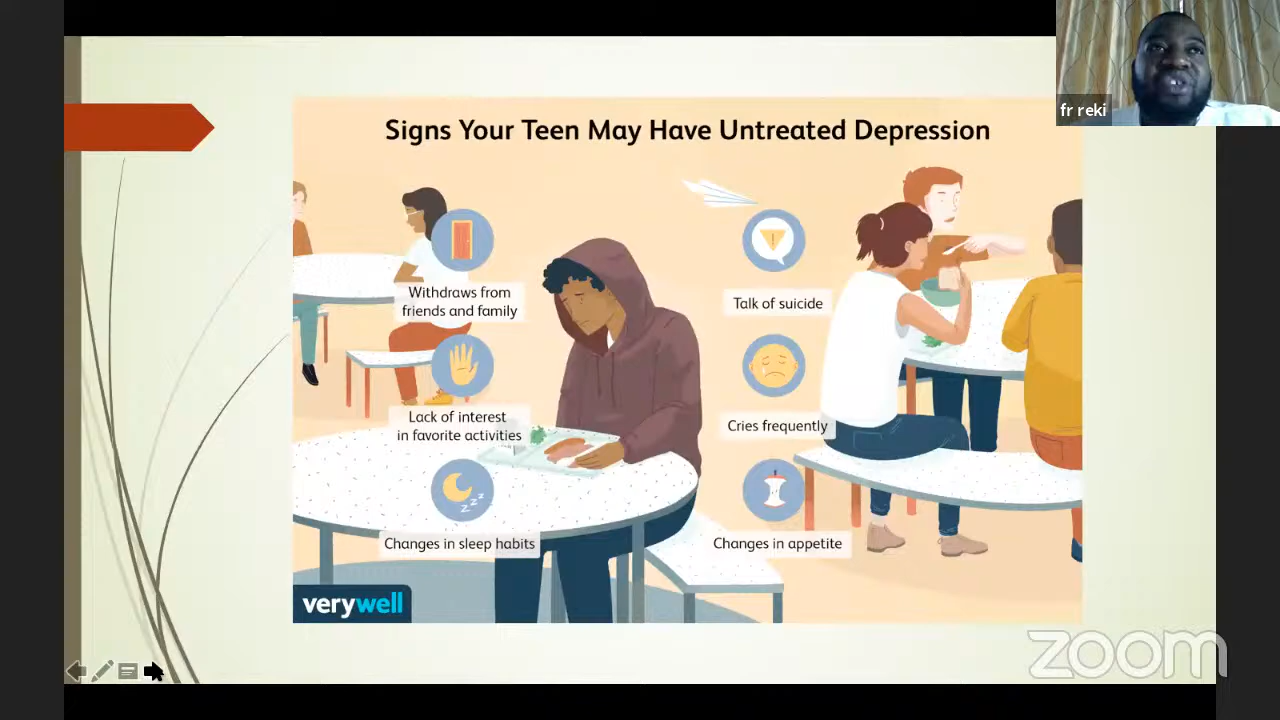 fr reki
Signs Your Teen May Have Untreated Depression
Withdraws from
friends and family
Lack of interest
in favorite activities
Changes in sleep habits
Talk of suicide
Cries frequently
Changes in appetite
verywell
zoom